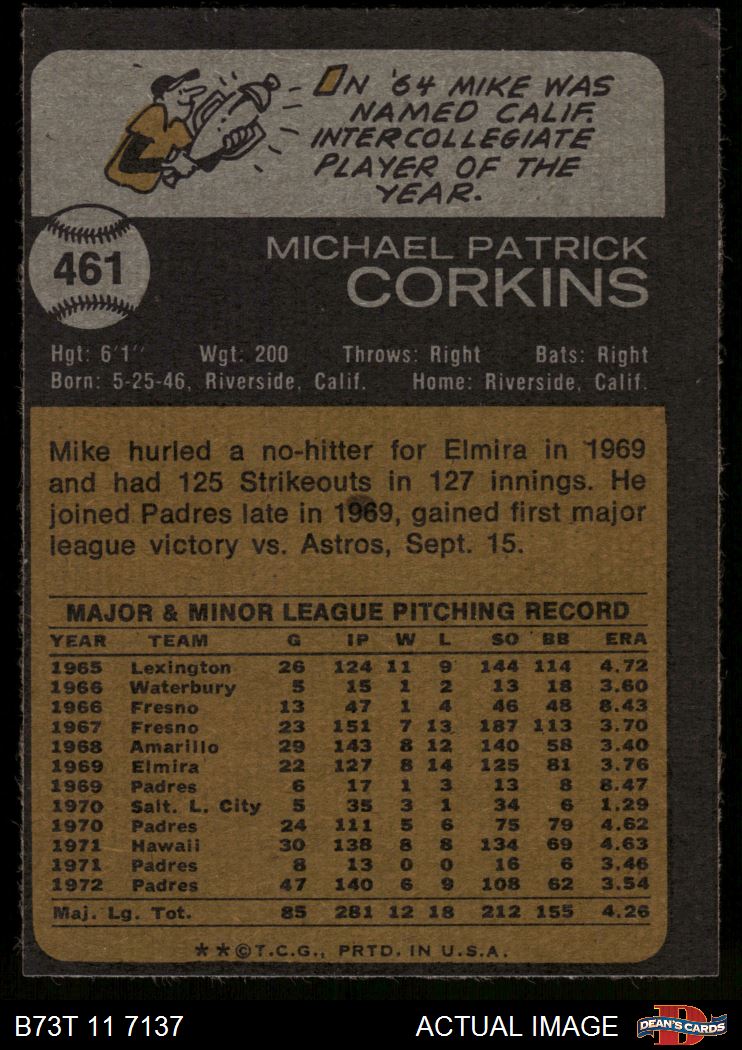 IN '64 MIKE WAS
NAMED CALIF.
INTERCOLLEGIATE
PLAYER OF THE
YEAR.
461
MICHAEL PATRICK
CORKINS
Hgt: 6'1" Wgt: 200 Throws: Right Bats: Right
Born: 5-25-46, Riverside, Calif. Home: Riverside, Calif.
Mike hurled a no-hitter for Elmira in 1969
and had 125 Strikeouts in 127 innings. He
joined Padres late in 1969, gained first major
league victory vs. Astros, Sept. 15.
MAJOR & MINOR LEAGUE PITCHING RECORD
YEAR TEAM G IP W L SO BB ERA
1965 Lexington 26 124 11 9 144 114 4.72
1966 Waterbury 5 15 1 2 13 18 3.60
1966 Fresno 13 47 1 4 46 48 8.43
1967 Fresno 23 151 7 13 187 113 3.70
1968 Amarillo 29 143 8 12 140 58 3.40
1969 Elmira 22 127 8 14 125 81 3.76
1969 Padres 6 17 1 3 13 8 8.47
1970 Salt. L. City 5 35 3 1 34 6 1.29
1970 Padres 24 111 5 6 75 79 4.62
1971 Hawaii 30 138 8 8 134 69 4.63
1971 Padres 8 13 0 0 16 6 3.46
1972 Padres 47 140 6 9 108 62 3.54
Maj. Lg. Tot. 85 281 12 18 212 155 4.26
**©T.C.G., PRTD. IN U.S.A.
B73T 11 7137 ACTUAL IMAGE DEAN'S CARDS